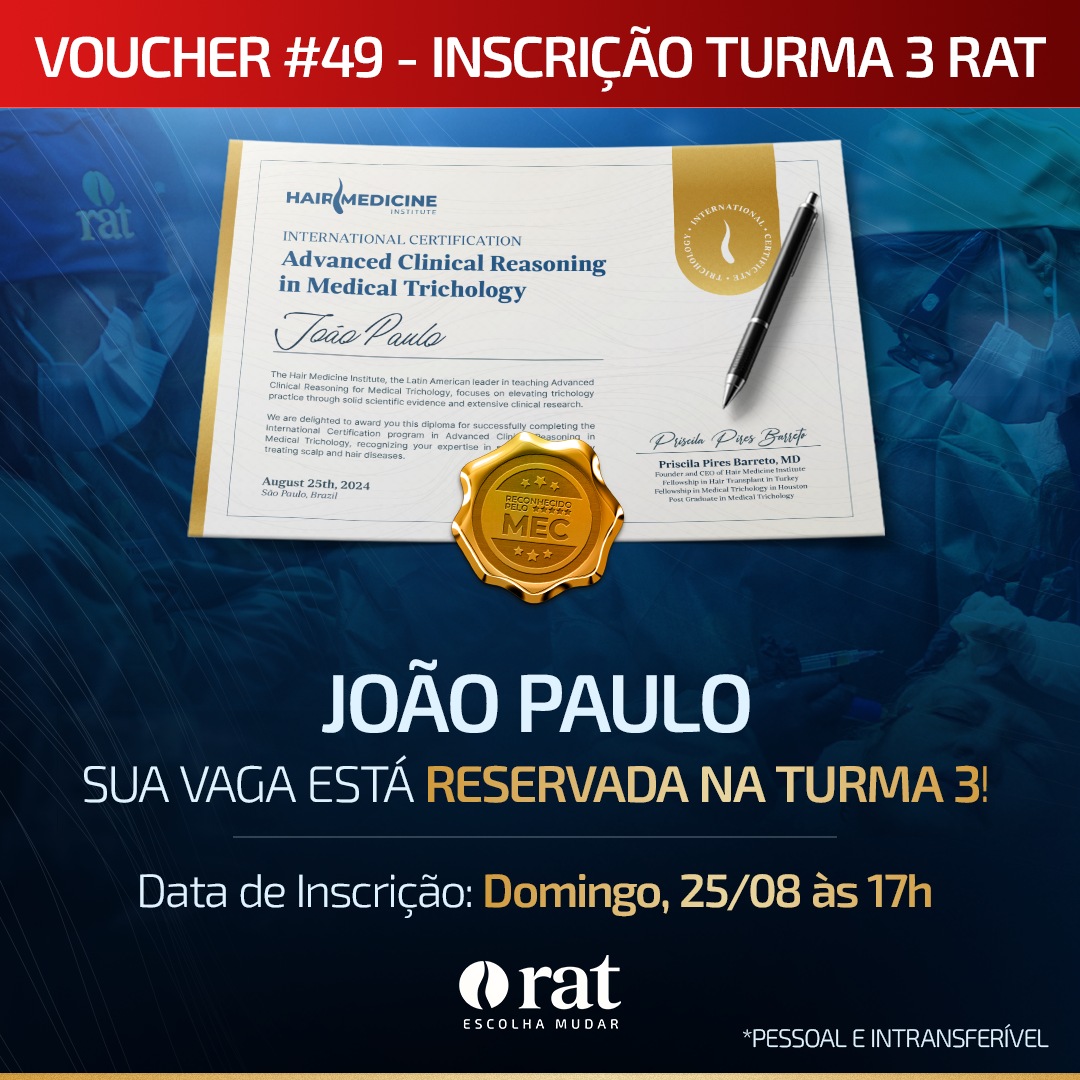 VOUCHER #49 - INSCRIÇÃO TURMA 3 RAT
rat
HAIR MEDICINE
INSTITUTE
INTERNATIONAL CERTIFICATION
Advanced Clinical Reasoning
in Medical Trichology
João Paulo
The Hair Medicine Institute, the Latin American leader in teaching Advanced
Clinical Reasoning for Medical Trichology, focuses on elevating trichology
practice through solid scientific evidence and extensive clinical research.
We are delighted to award you this diploma for successfully completing the
International Certification program in Advanced Clinical Reasoning in
Medical Trichology, recognizing your expertise in
treating scalp and hair diseases.
August 25th, 2024
São Paulo, Brazil
• INTERNATIONAL • CERTIFICATE • TRICHOLOGY
Priscila Pires Barreto
Priscila Pires Barreto, MD
Founder and CEO of Hair Medicine Institute
Fellowship in Hair Transplant in Turkey
Fellowship in Medical Trichology in Houston
Post Graduate in Medical Trichology
RECONHECIDO
PELO
MEC
JOÃO PAULO
SUA VAGA ESTÁ RESERVADA NA TURMA 3!
Data de Inscrição: Domingo, 25/08 às 17h
rat
ESCOLHA MUDAR
*PESSOAL E INTRANSFERÍVEL